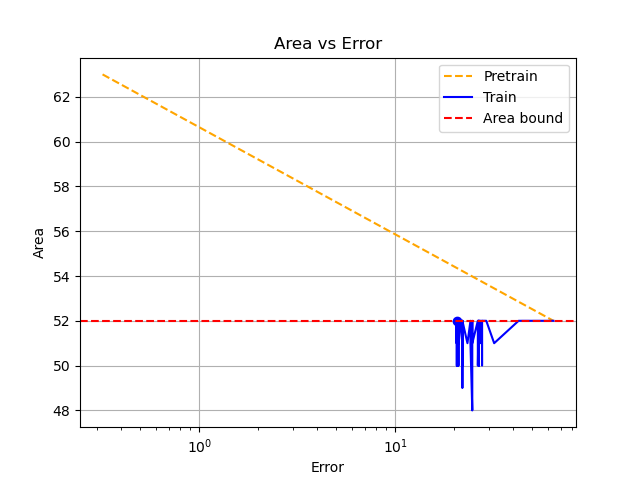 Area vs Error
Pretrain
Train
Area bound
62
60
58
56
54
52
50
48
Area
10⁰
10¹
Error